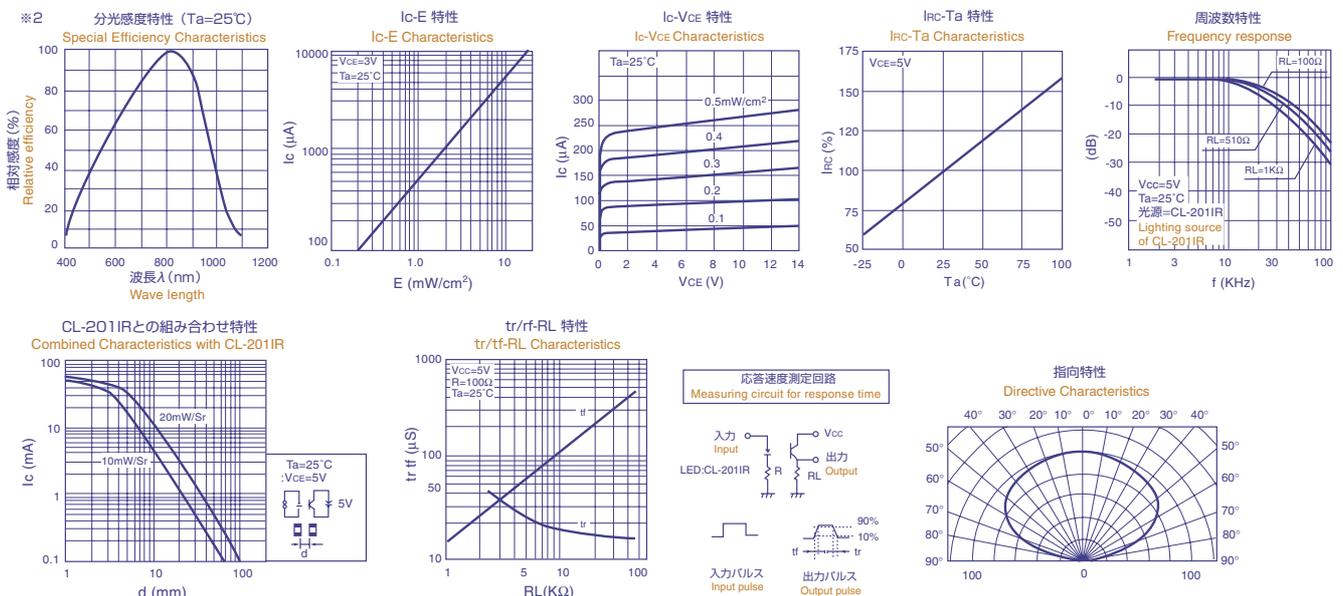 ※2
分光感度特性（Ta=25℃）
Special Efficiency Characteristics
100
80
60
40
20
0
相対感度（%）
Relative efficiency
400 600 800 1000 1200
波長λ（nm）
Wave length
Ic-E 特性
Ic-E Characteristics
VCE=3V
Ta=25°C
10000
1000
100
Ic (μA)
0.1 1.0 10
E (mW/cm²)
Ic-VCE 特性
Ic-VCE Characteristics
Ta=25°C
300
250
200
150
100
50
0
Ic (μA)
0.5mW/cm²
0.4
0.3
0.2
0.1
0 2 4 6 8 10 12 14
VCE (V)
IRC-Ta 特性
IRC-Ta Characteristics
VCE=5V
175
150
125
100
75
50
IRC (%)
-25 0 25 50 75 100
Ta(°C)
周波数特性
Frequency response
RL=100Ω
RL=510Ω
RL=1KΩ
0
-10
-20
-30
-40
-50
(dB)
Vcc=5V
Ta=25°C
光源=CL-201IR
Lighting source
of CL-201IR
1 3 10 30 100
f (KHz)
CL-201IRとの組み合わせ特性
Combined Characteristics with CL-201IR
100
10
1
0.1
Ic (mA)
20mW/Sr
10mW/Sr
1 10 100
d (mm)
Ta=25°C
:VCE=5V
5V
d
tr/rf-RL 特性
tr/tf-RL Characteristics
VCC=5V
R=100Ω
Ta=25°C
1000
100
50
10
tr tf (μS)
tf
tr
1 5 10 100
RL(KΩ)
応答速度測定回路
Measuring circuit for response time
入力
Input
LED:CL-201IR
R
RL
VCC
出力
Output
入力パルス
Input pulse
90%
10%
tf tr
出力パルス
Output pulse
指向特性
Directive Characteristics
40° 30° 20° 10° 0° 10° 20° 30° 40°
50° 50°
60° 60°
70° 70°
80° 80°
90° 90°
100 0 100